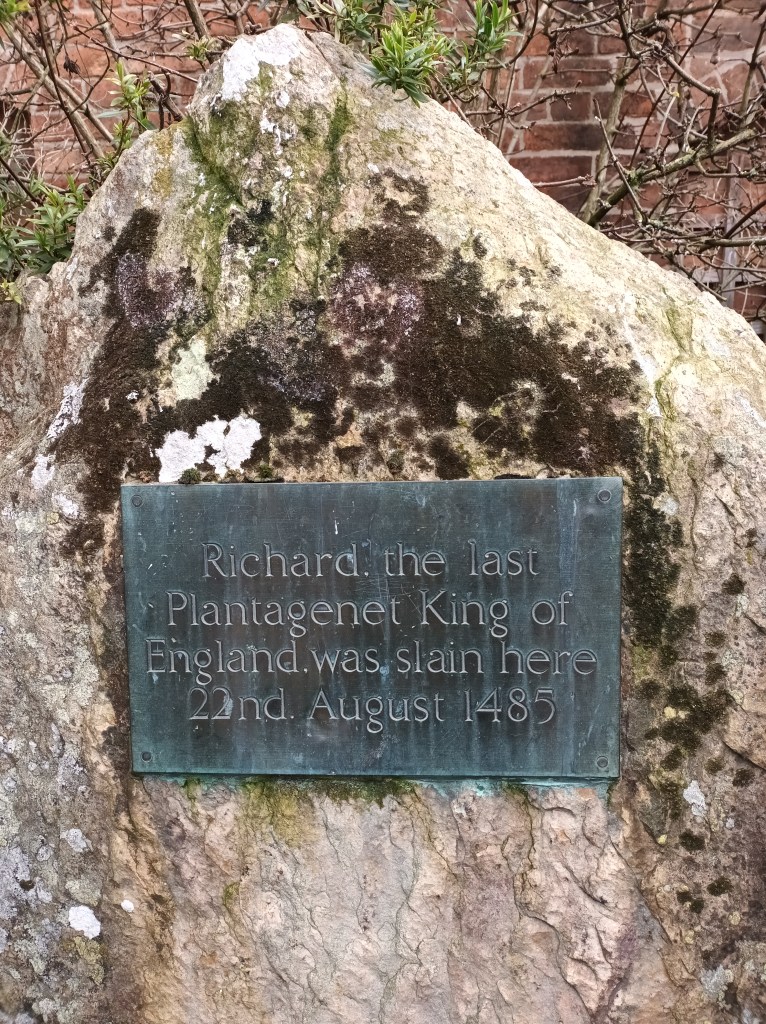 Richard, the last
Plantagenet King of
England, was slain here
22nd. August 1485